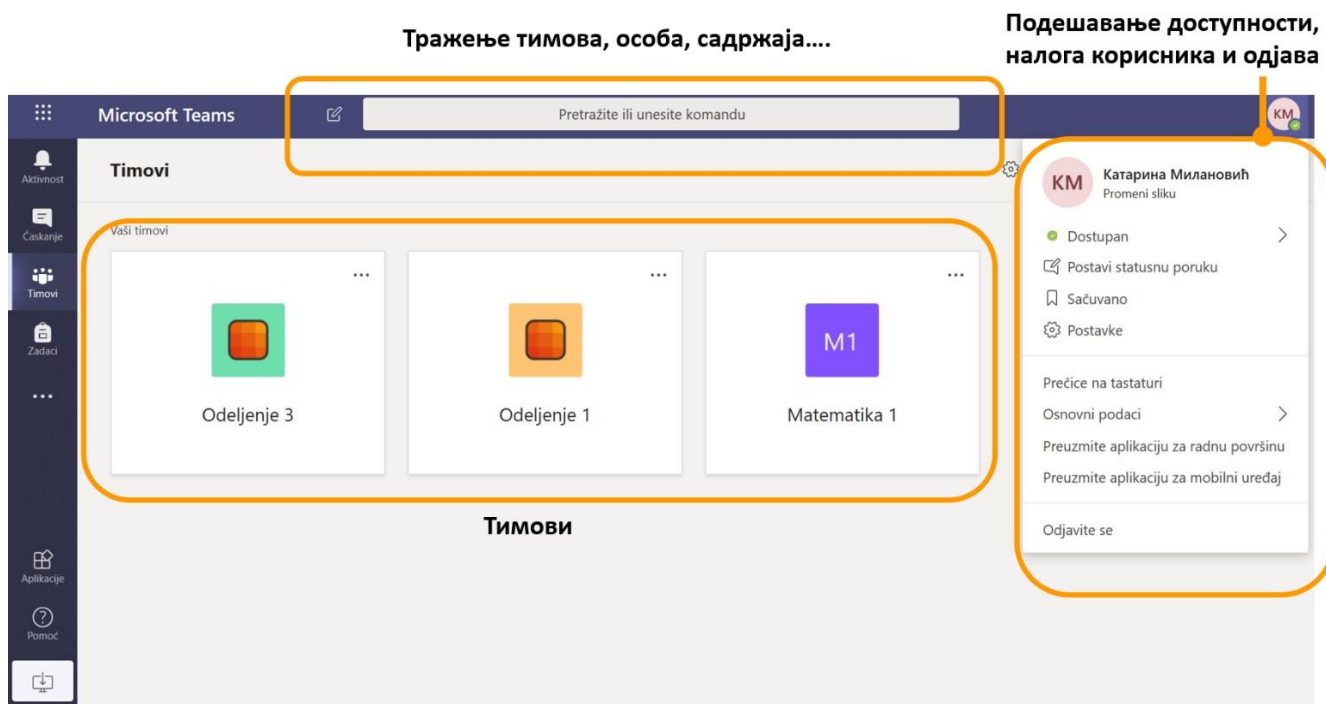 Тражење тимова, особа, садржаја....
Подешавање доступности,
налога корисника и одјава
Microsoft Teams
Pretražite ili unesite komandu
KM
Aktivnost
Ćaskanje
Timovi
Zadaci
Aplikacije
Pomoć
Timovi
Vaši timovi
Odeljenje 3
Odeljenje 1
M1
Matematika 1
Тимови
KM
Катарина Милановић
Promeni sliku
Dostupan
Postavi statusnu poruku
Sačuvano
Postavke
Prečice na tastaturi
Osnovni podaci
Preuzmite aplikaciju za radnu površinu
Preuzmite aplikaciju za mobilni uređaj
Odjavite se